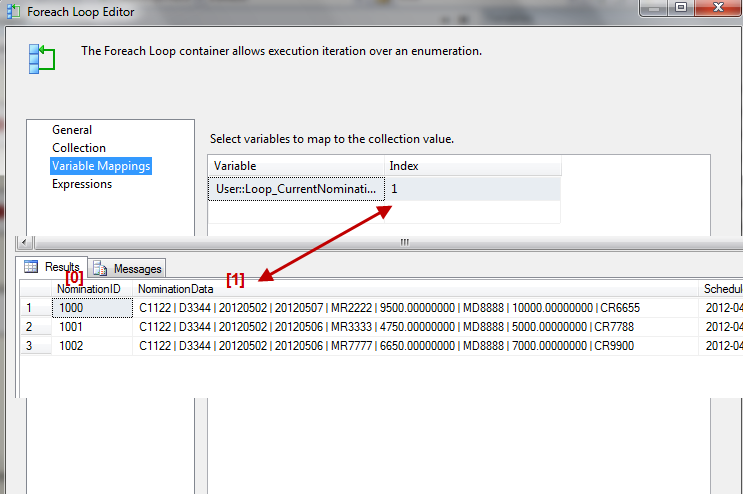 Foreach Loop Editor
The Foreach Loop container allows execution iteration over an enumeration.
General
Collection
Variable Mappings
Expressions
Select variables to map to the collection value.
Variable Index
User::Loop_CurrentNominati... 1
Results Messages
[0] [1]
NominationID NominationData Schedul
1 1000 C1122 | D3344 | 20120502 | 20120507 | MR2222 | 9500.00000000 | MD8888 | 10000.00000000 | CR6655 2012-04
2 1001 C1122 | D3344 | 20120502 | 20120506 | MR3333 | 4750.00000000 | MD8888 | 5000.00000000 | CR7788 2012-04
3 1002 C1122 | D3344 | 20120502 | 20120506 | MR7777 | 6650.00000000 | MD8888 | 7000.00000000 | CR9900 2012-04